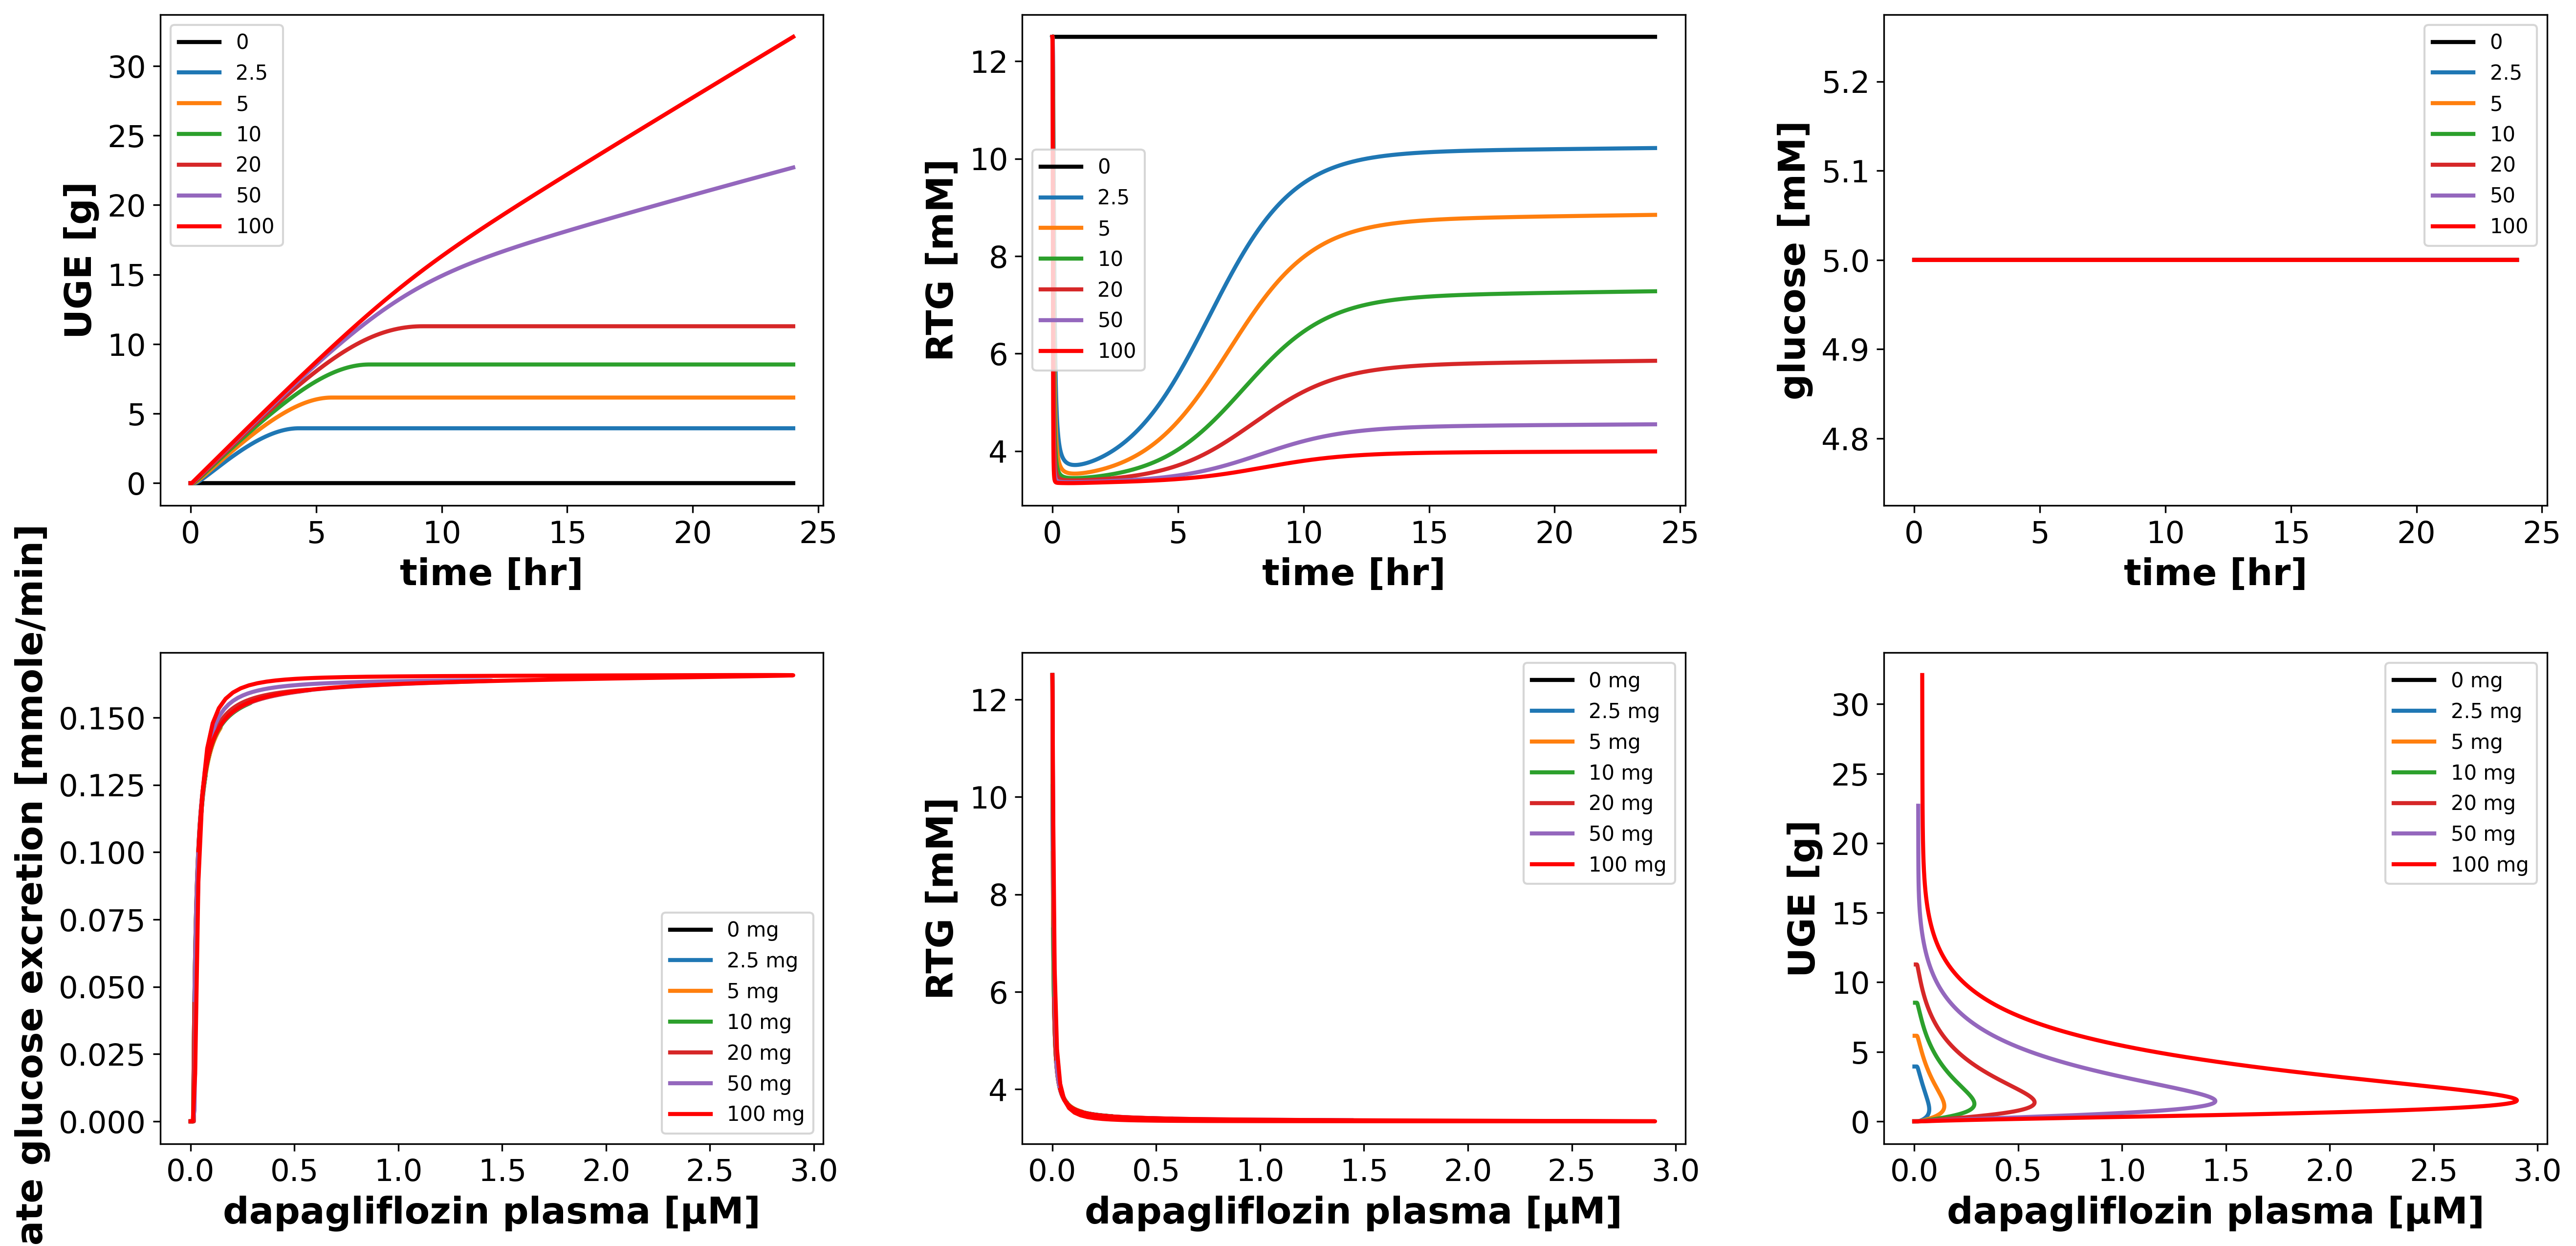 UGE [g]
30
25
20
15
10
5
0
0
2.5
5
10
20
50
100
0 5 10 15 20 25
time [hr]
RTG [mM]
12
10
8
6
4
0
2.5
5
10
20
50
100
0 5 10 15 20 25
time [hr]
glucose [mM]
5.2
5.1
5.0
4.9
4.8
0
2.5
5
10
20
50
100
0 5 10 15 20 25
time [hr]
ate glucose excretion [mmole/min]
0.150
0.125
0.100
0.075
0.050
0.025
0.000
0 mg
2.5 mg
5 mg
10 mg
20 mg
50 mg
100 mg
0.0 0.5 1.0 1.5 2.0 2.5 3.0
dapagliflozin plasma [µM]
RTG [mM]
12
10
8
6
4
0 mg
2.5 mg
5 mg
10 mg
20 mg
50 mg
100 mg
0.0 0.5 1.0 1.5 2.0 2.5 3.0
dapagliflozin plasma [µM]
UGE [g]
30
25
20
15
10
5
0
0 mg
2.5 mg
5 mg
10 mg
20 mg
50 mg
100 mg
0.0 0.5 1.0 1.5 2.0 2.5 3.0
dapagliflozin plasma [µM]